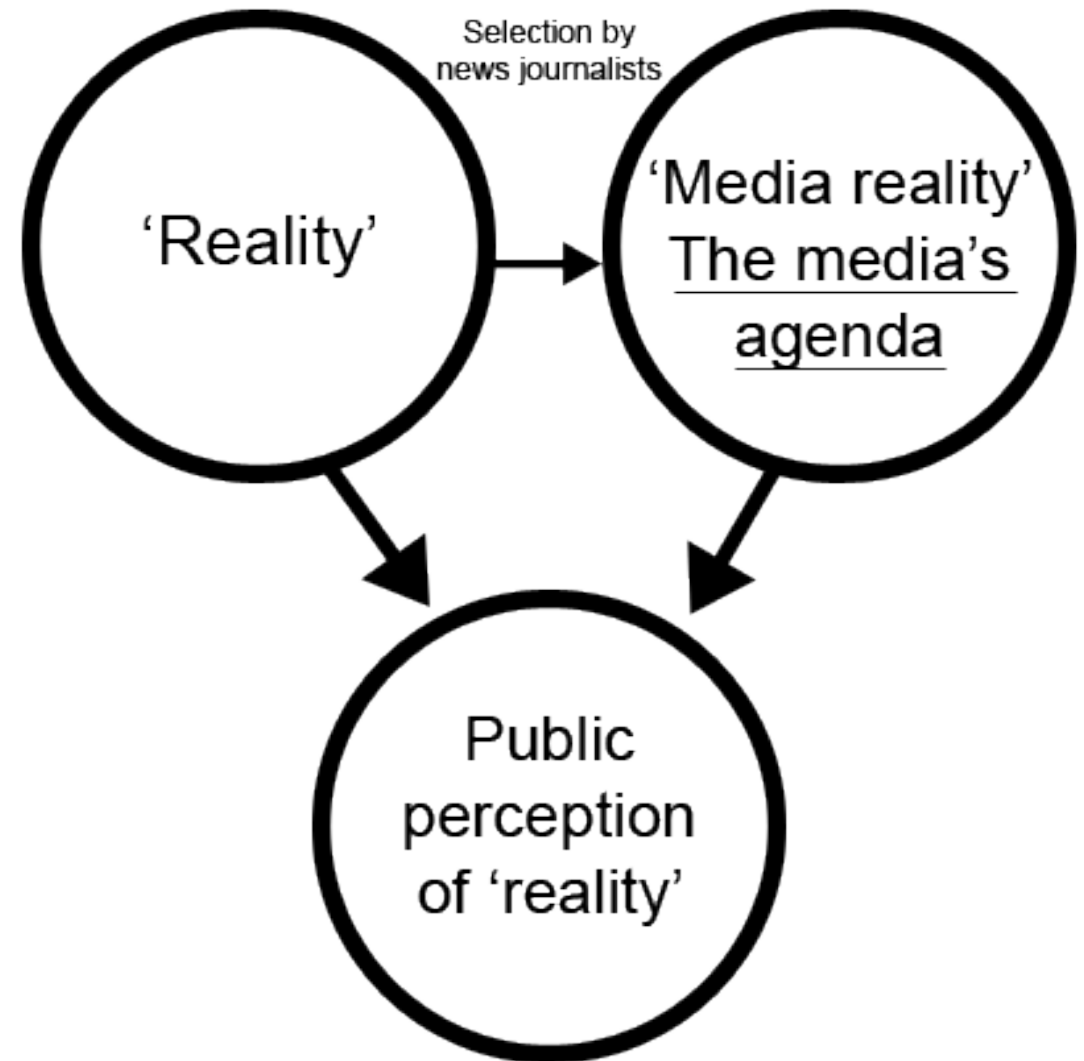 Selection by
news journalists
‘Reality’
‘Media reality’
The media’s
agenda
Public
perception
of ‘reality’